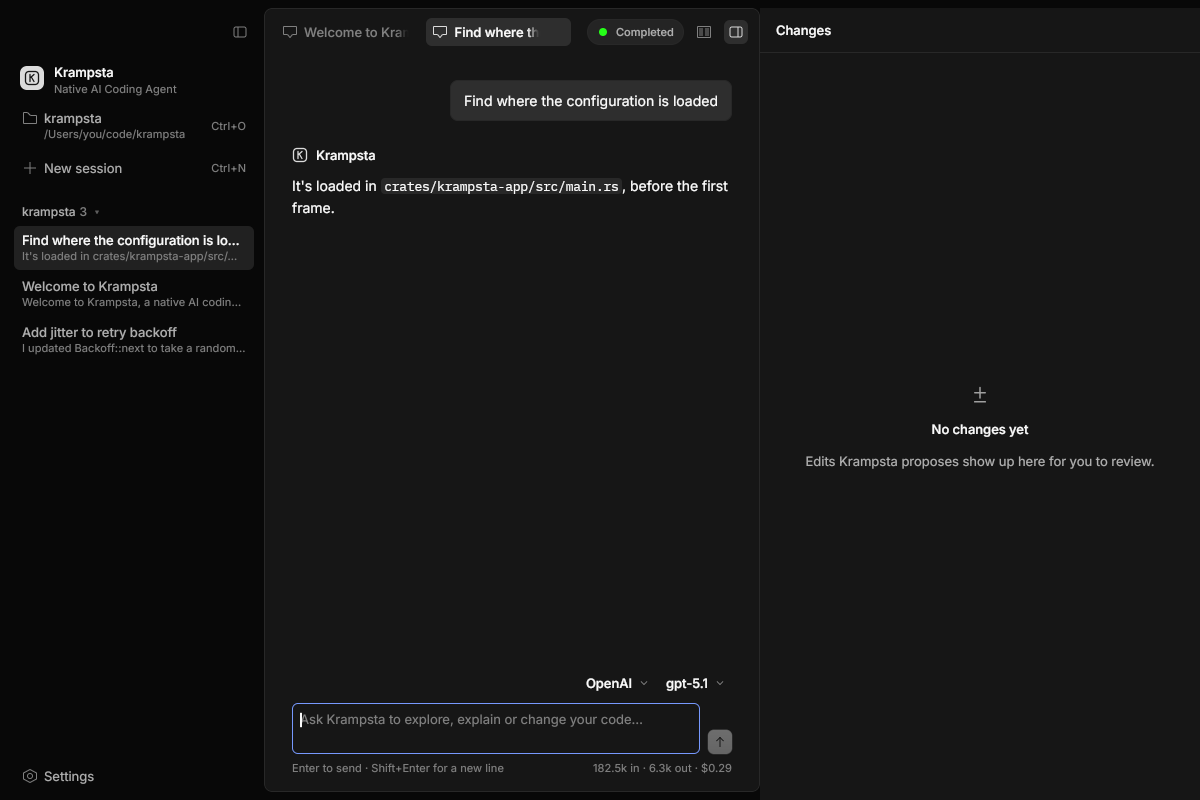 Krampsta
Native AI Coding Agent
krampsta
/Users/you/code/krampsta
Ctrl+O
New session
Ctrl+N
krampsta 3
Find where the configuration is lo...
It's loaded in crates/krampsta-app/src/...
Welcome to Krampsta
Welcome to Krampsta, a native AI codin...
Add jitter to retry backoff
I updated Backoff::next to take a random...
Settings
Welcome to Kra
Find where
Completed
Find where the configuration is loaded
K Krampsta
It's loaded in crates/krampsta-app/src/main.rs, before the first
frame.
OpenAI
gpt-5.1
Ask Krampsta to explore, explain or change your code...
Enter to send · Shift+Enter for a new line
182.5k in · 6.3k out · $0.29
Changes
No changes yet
Edits Krampsta proposes show up here for you to review.